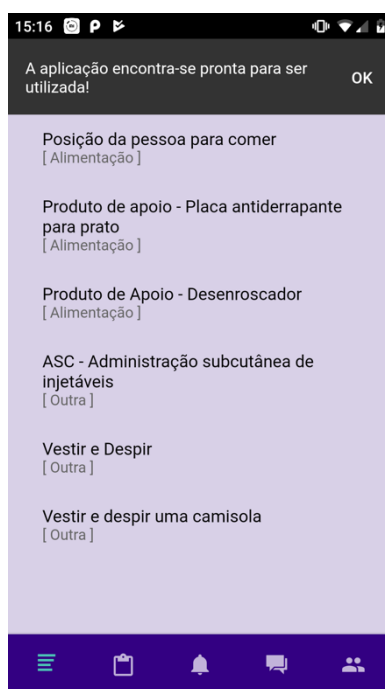 15:16
A aplicação encontra-se pronta para ser
utilizada!
OK
Posição da pessoa para comer
[ Alimentação ]
Produto de apoio - Placa antiderrapante
para prato
[ Alimentação ]
Produto de Apoio - Desenroscador
[ Alimentação ]
ASC - Administração subcutânea de
injetáveis
[ Outra ]
Vestir e Despir
[ Outra ]
Vestir e despir uma camisola
[ Outra ]